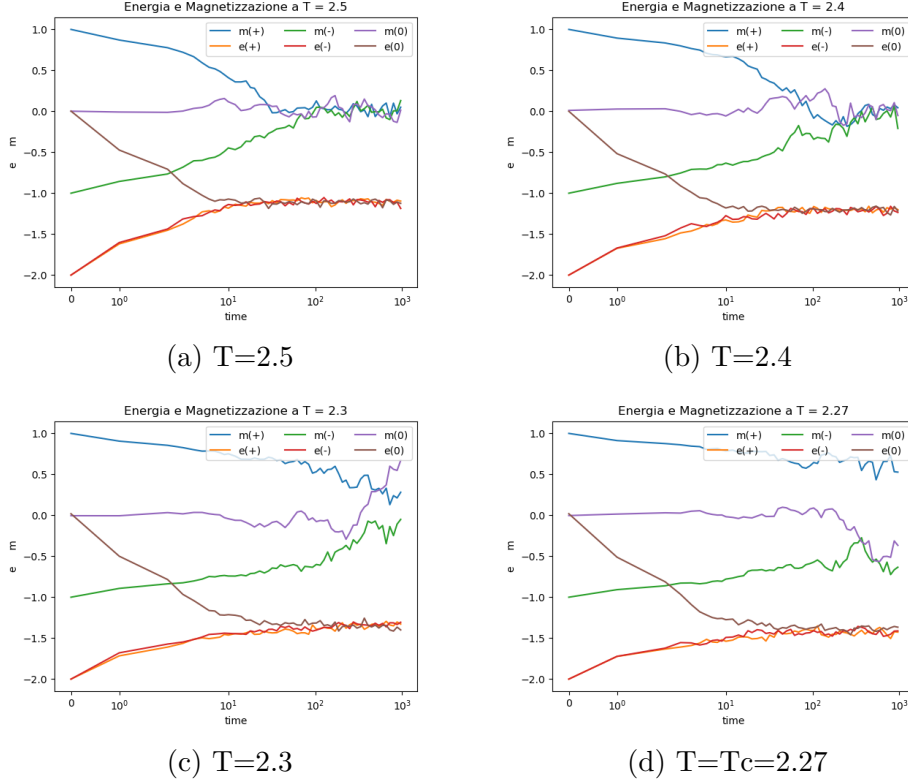 Energia e Magnetizzazione a T = 2.5
m(+) m(-) m(0)
e(+) e(-) e(0)
1.0
0.5
0.0
-0.5
-1.0
-1.5
-2.0
e m
0 10^0 10^1 10^2 10^3
time
(a) T=2.5
Energia e Magnetizzazione a T = 2.4
m(+) m(-) m(0)
e(+) e(-) e(0)
1.0
0.5
0.0
-0.5
-1.0
-1.5
-2.0
e m
0 10^0 10^1 10^2 10^3
time
(b) T=2.4
Energia e Magnetizzazione a T = 2.3
m(+) m(-) m(0)
e(+) e(-) e(0)
1.0
0.5
0.0
-0.5
-1.0
-1.5
-2.0
e m
0 10^0 10^1 10^2 10^3
time
(c) T=2.3
Energia e Magnetizzazione a T = 2.27
m(+) m(-) m(0)
e(+) e(-) e(0)
1.0
0.5
0.0
-0.5
-1.0
-1.5
-2.0
e m
0 10^0 10^1 10^2 10^3
time
(d) T=Tc=2.27